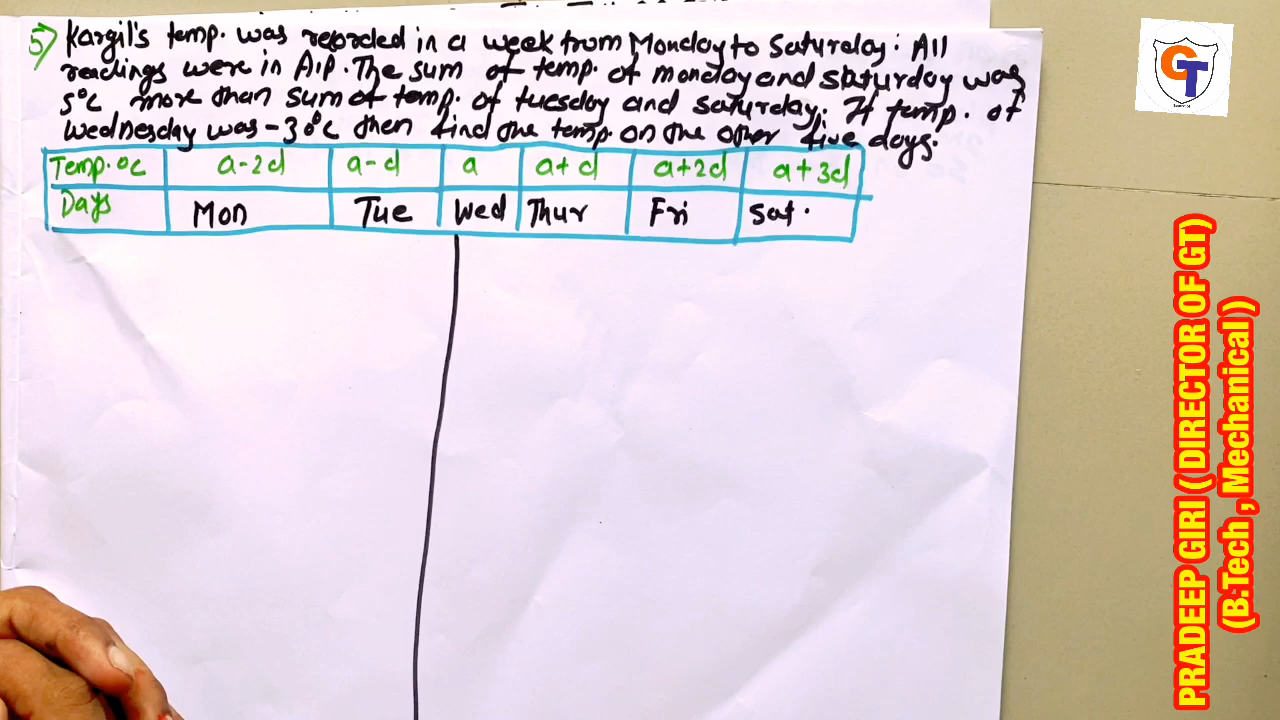 5) Kargil's temp. was recorded in a week from Monday to Saturday. All
readings were in A.P. The sum of temp. of monday and saturday was
5°C more than sum of temp. of tuesday and saturday. If temp. of
Wednesday was -30°C then find the temp. on the other five days.
Temp. °C a-2d a-d a a+d a+2d a+3d
Days Mon Tue Wed Thur Fri Sat.
GT
PRADEEP GIRI (( DIRECTOR OF GT)
(B.Tech , Mechanical )